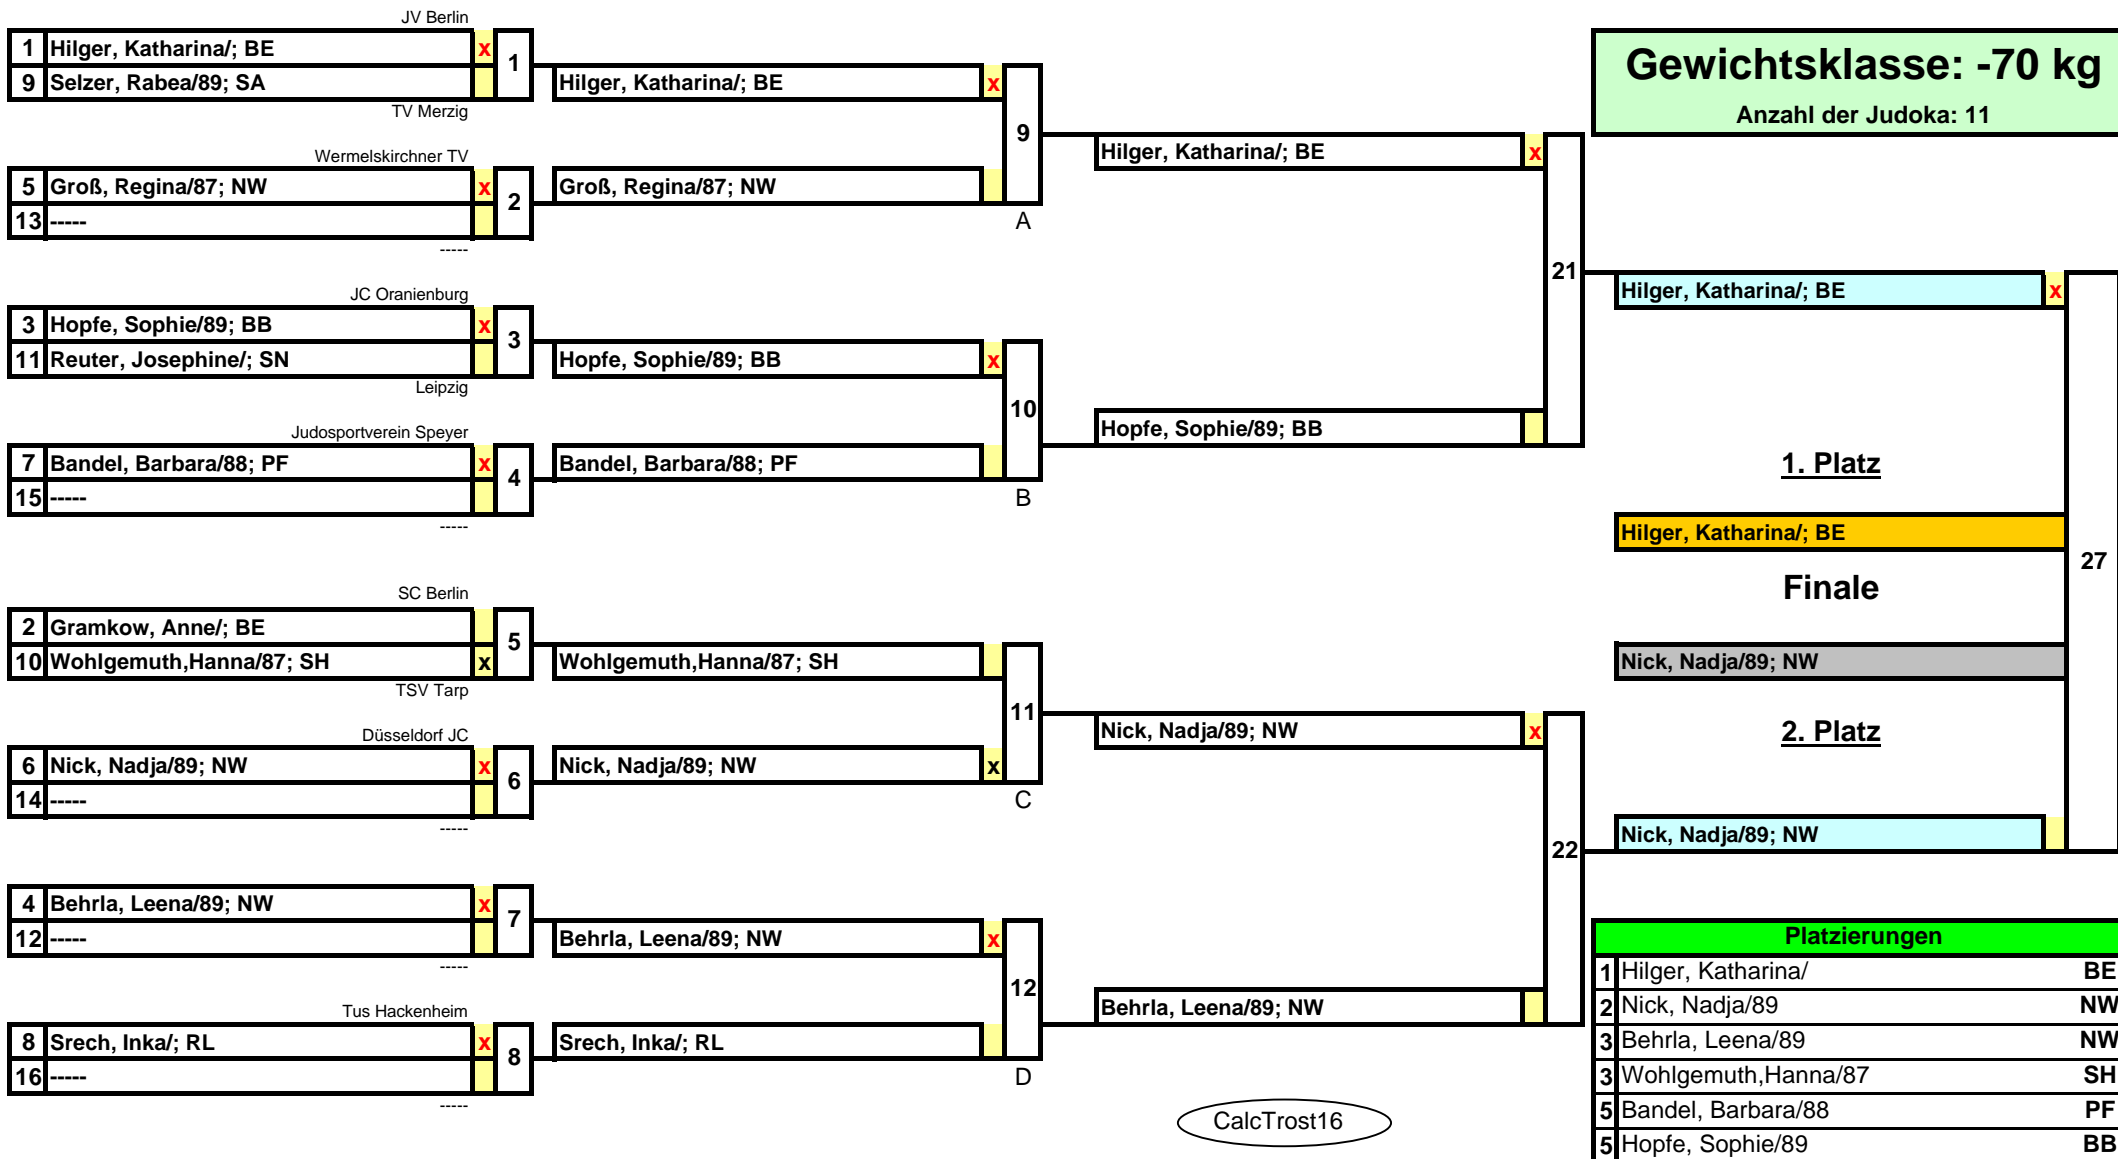 JV Berlin
1 Hilger, Katharina/; BE x
1
9 Selzer, Rabea/89; SA
TV Merzig
Wermelskirchner TV
5 Groß, Regina/87; NW x
2
13 -----
-----
JC Oranienburg
3 Hopfe, Sophie/89; BB x
3
11 Reuter, Josephine/; SN
Leipzig
Judosportverein Speyer
7 Bandel, Barbara/88; PF x
4
15 -----
-----
SC Berlin
2 Gramkow, Anne/; BE
5
10 Wohlgemuth,Hanna/87; SH x
TSV Tarp
Düsseldorf JC
6 Nick, Nadja/89; NW x
6
14 -----
-----
4 Behrla, Leena/89; NW x
7
12 -----
-----
Tus Hackenheim
8 Srech, Inka/; RL x
8
16 -----
-----
Hilger, Katharina/; BE x
9
Groß, Regina/87; NW
A
Hopfe, Sophie/89; BB x
10
Bandel, Barbara/88; PF
B
Wohlgemuth,Hanna/87; SH
11
Nick, Nadja/89; NW x
C
Behrla, Leena/89; NW x
12
Srech, Inka/; RL
D
Hilger, Katharina/; BE x
21
Hopfe, Sophie/89; BB
Nick, Nadja/89; NW x
22
Behrla, Leena/89; NW
CalcTrost16
Gewichtsklasse: -70 kg
Anzahl der Judoka: 11
Hilger, Katharina/; BE x
1. Platz
Hilger, Katharina/; BE
27
Finale
Nick, Nadja/89; NW
2. Platz
Nick, Nadja/89; NW
Platzierungen
1 Hilger, Katharina/ BE
2 Nick, Nadja/89 NW
3 Behrla, Leena/89 NW
3 Wohlgemuth,Hanna/87 SH
5 Bandel, Barbara/88 PF
5 Hopfe, Sophie/89 BB